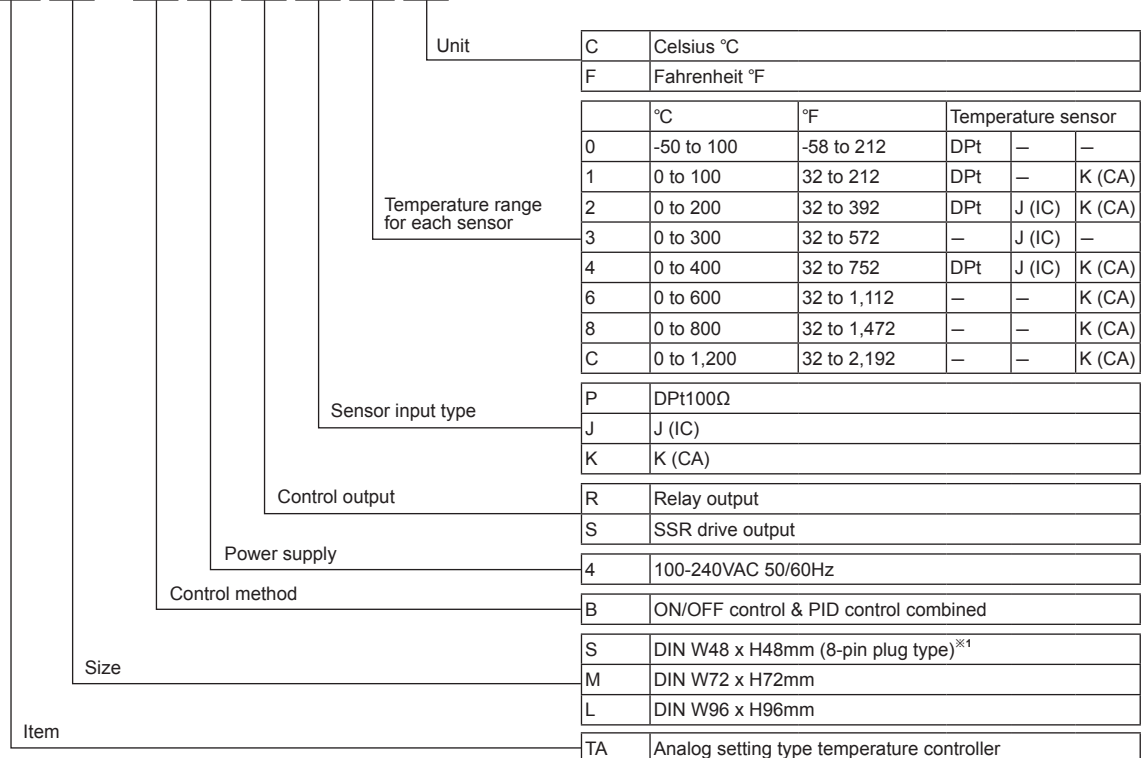 Unit
C Celsius ℃
F Fahrenheit ℉
℃ ℉ Temperature sensor
0 -50 to 100 -58 to 212 DPt — —
1 0 to 100 32 to 212 DPt — K (CA)
Temperature range
for each sensor
2 0 to 200 32 to 392 DPt J (IC) K (CA)
3 0 to 300 32 to 572 — J (IC) —
4 0 to 400 32 to 752 DPt J (IC) K (CA)
6 0 to 600 32 to 1,112 — — K (CA)
8 0 to 800 32 to 1,472 — — K (CA)
C 0 to 1,200 32 to 2,192 — — K (CA)
Sensor input type
P DPt100Ω
J J (IC)
K K (CA)
Control output
R Relay output
S SSR drive output
Power supply
4 100-240VAC 50/60Hz
Control method
B ON/OFF control & PID control combined
Size
S DIN W48 x H48mm (8-pin plug type)※1
M DIN W72 x H72mm
L DIN W96 x H96mm
Item
TA Analog setting type temperature controller